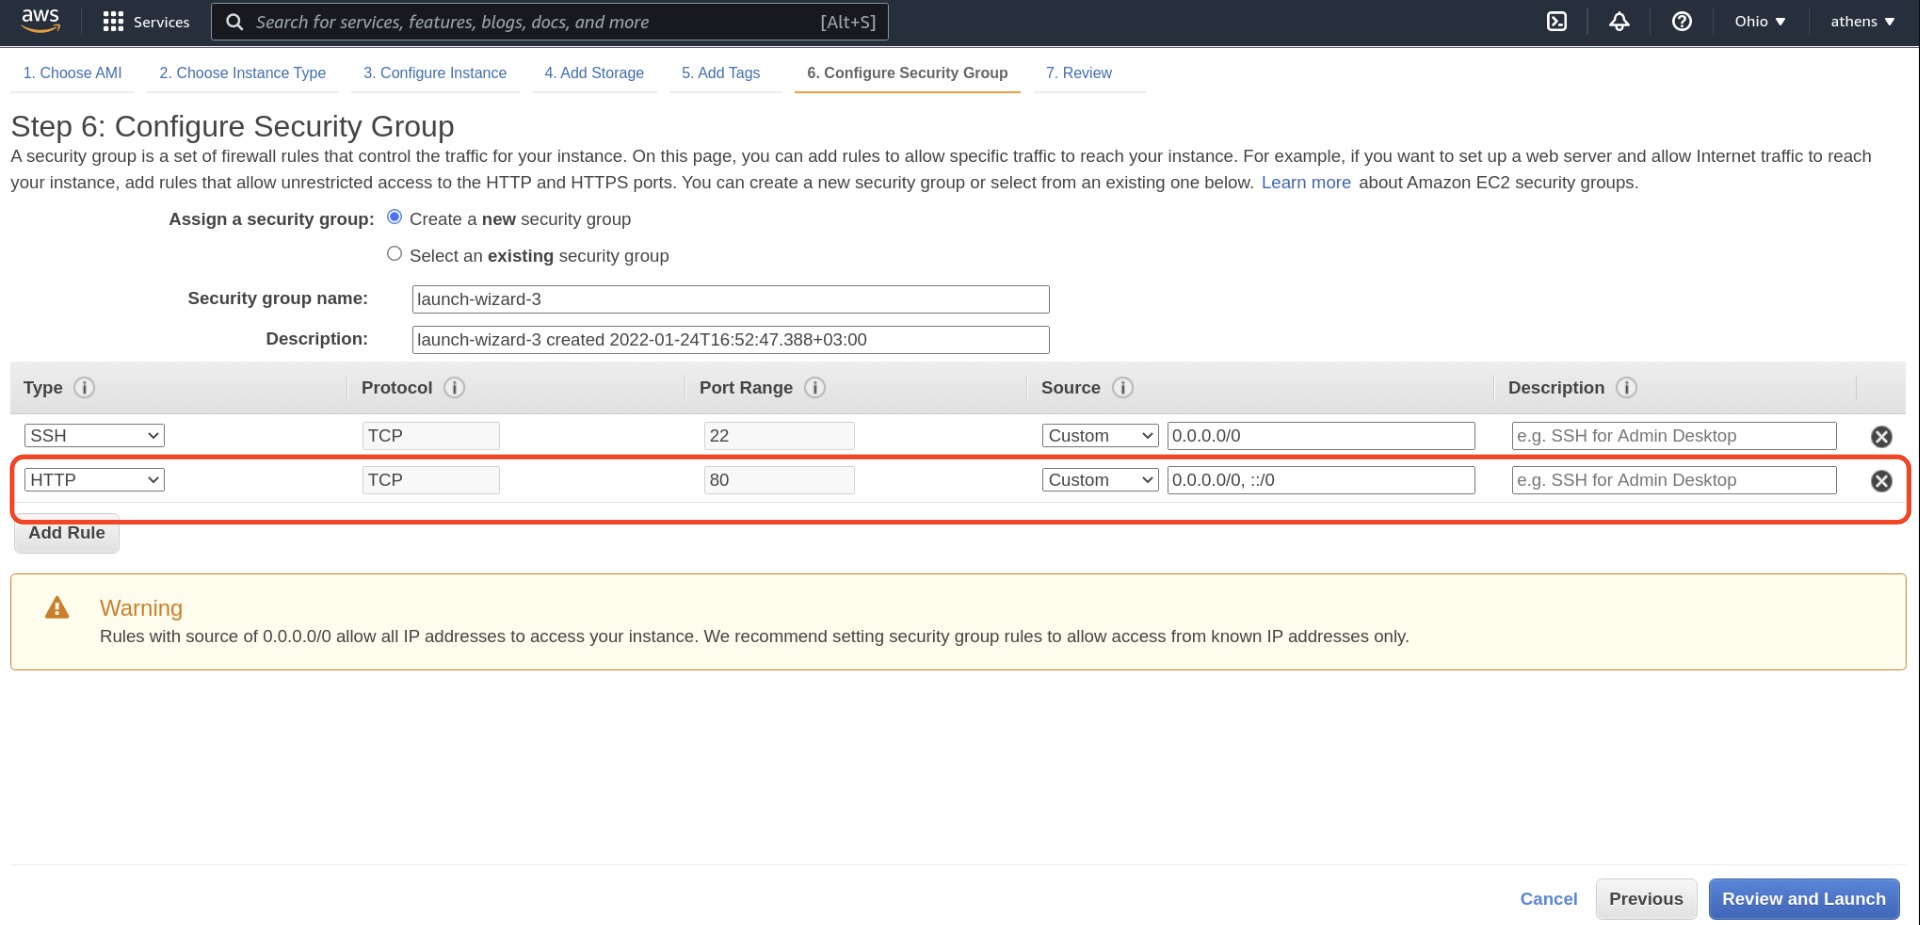 aws Services Search for services, features, blogs, docs, and more [Alt+S] Ohio ▼ athens ▼
1. Choose AMI 2. Choose Instance Type 3. Configure Instance 4. Add Storage 5. Add Tags 6. Configure Security Group 7. Review
Step 6: Configure Security Group
A security group is a set of firewall rules that control the traffic for your instance. On this page, you can add rules to allow specific traffic to reach your instance. For example, if you want to set up a web server and allow Internet traffic to reach
your instance, add rules that allow unrestricted access to the HTTP and HTTPS ports. You can create a new security group or select from an existing one below. Learn more about Amazon EC2 security groups.
Assign a security group: Create a new security group
Select an existing security group
Security group name: launch-wizard-3
Description: launch-wizard-3 created 2022-01-24T16:52:47.388+03:00
Type i Protocol i Port Range i Source i Description i
SSH TCP 22 Custom 0.0.0.0/0 e.g. SSH for Admin Desktop
HTTP TCP 80 Custom 0.0.0.0/0, ::/0 e.g. SSH for Admin Desktop
Add Rule
Warning
Rules with source of 0.0.0.0/0 allow all IP addresses to access your instance. We recommend setting security group rules to allow access from known IP addresses only.
Cancel Previous Review and Launch